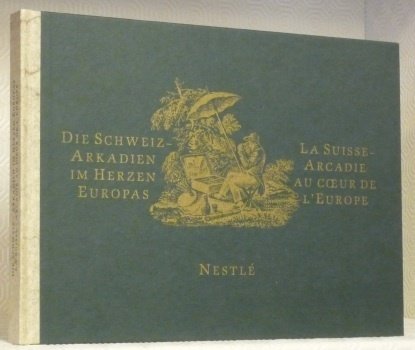 DIE SCHWEIZ-
ARKADIEN
IM HERZEN
EUROPAS
LA SUISSE-
ARCADIE
AU CŒUR DE
L'EUROPE
NESTLÉ